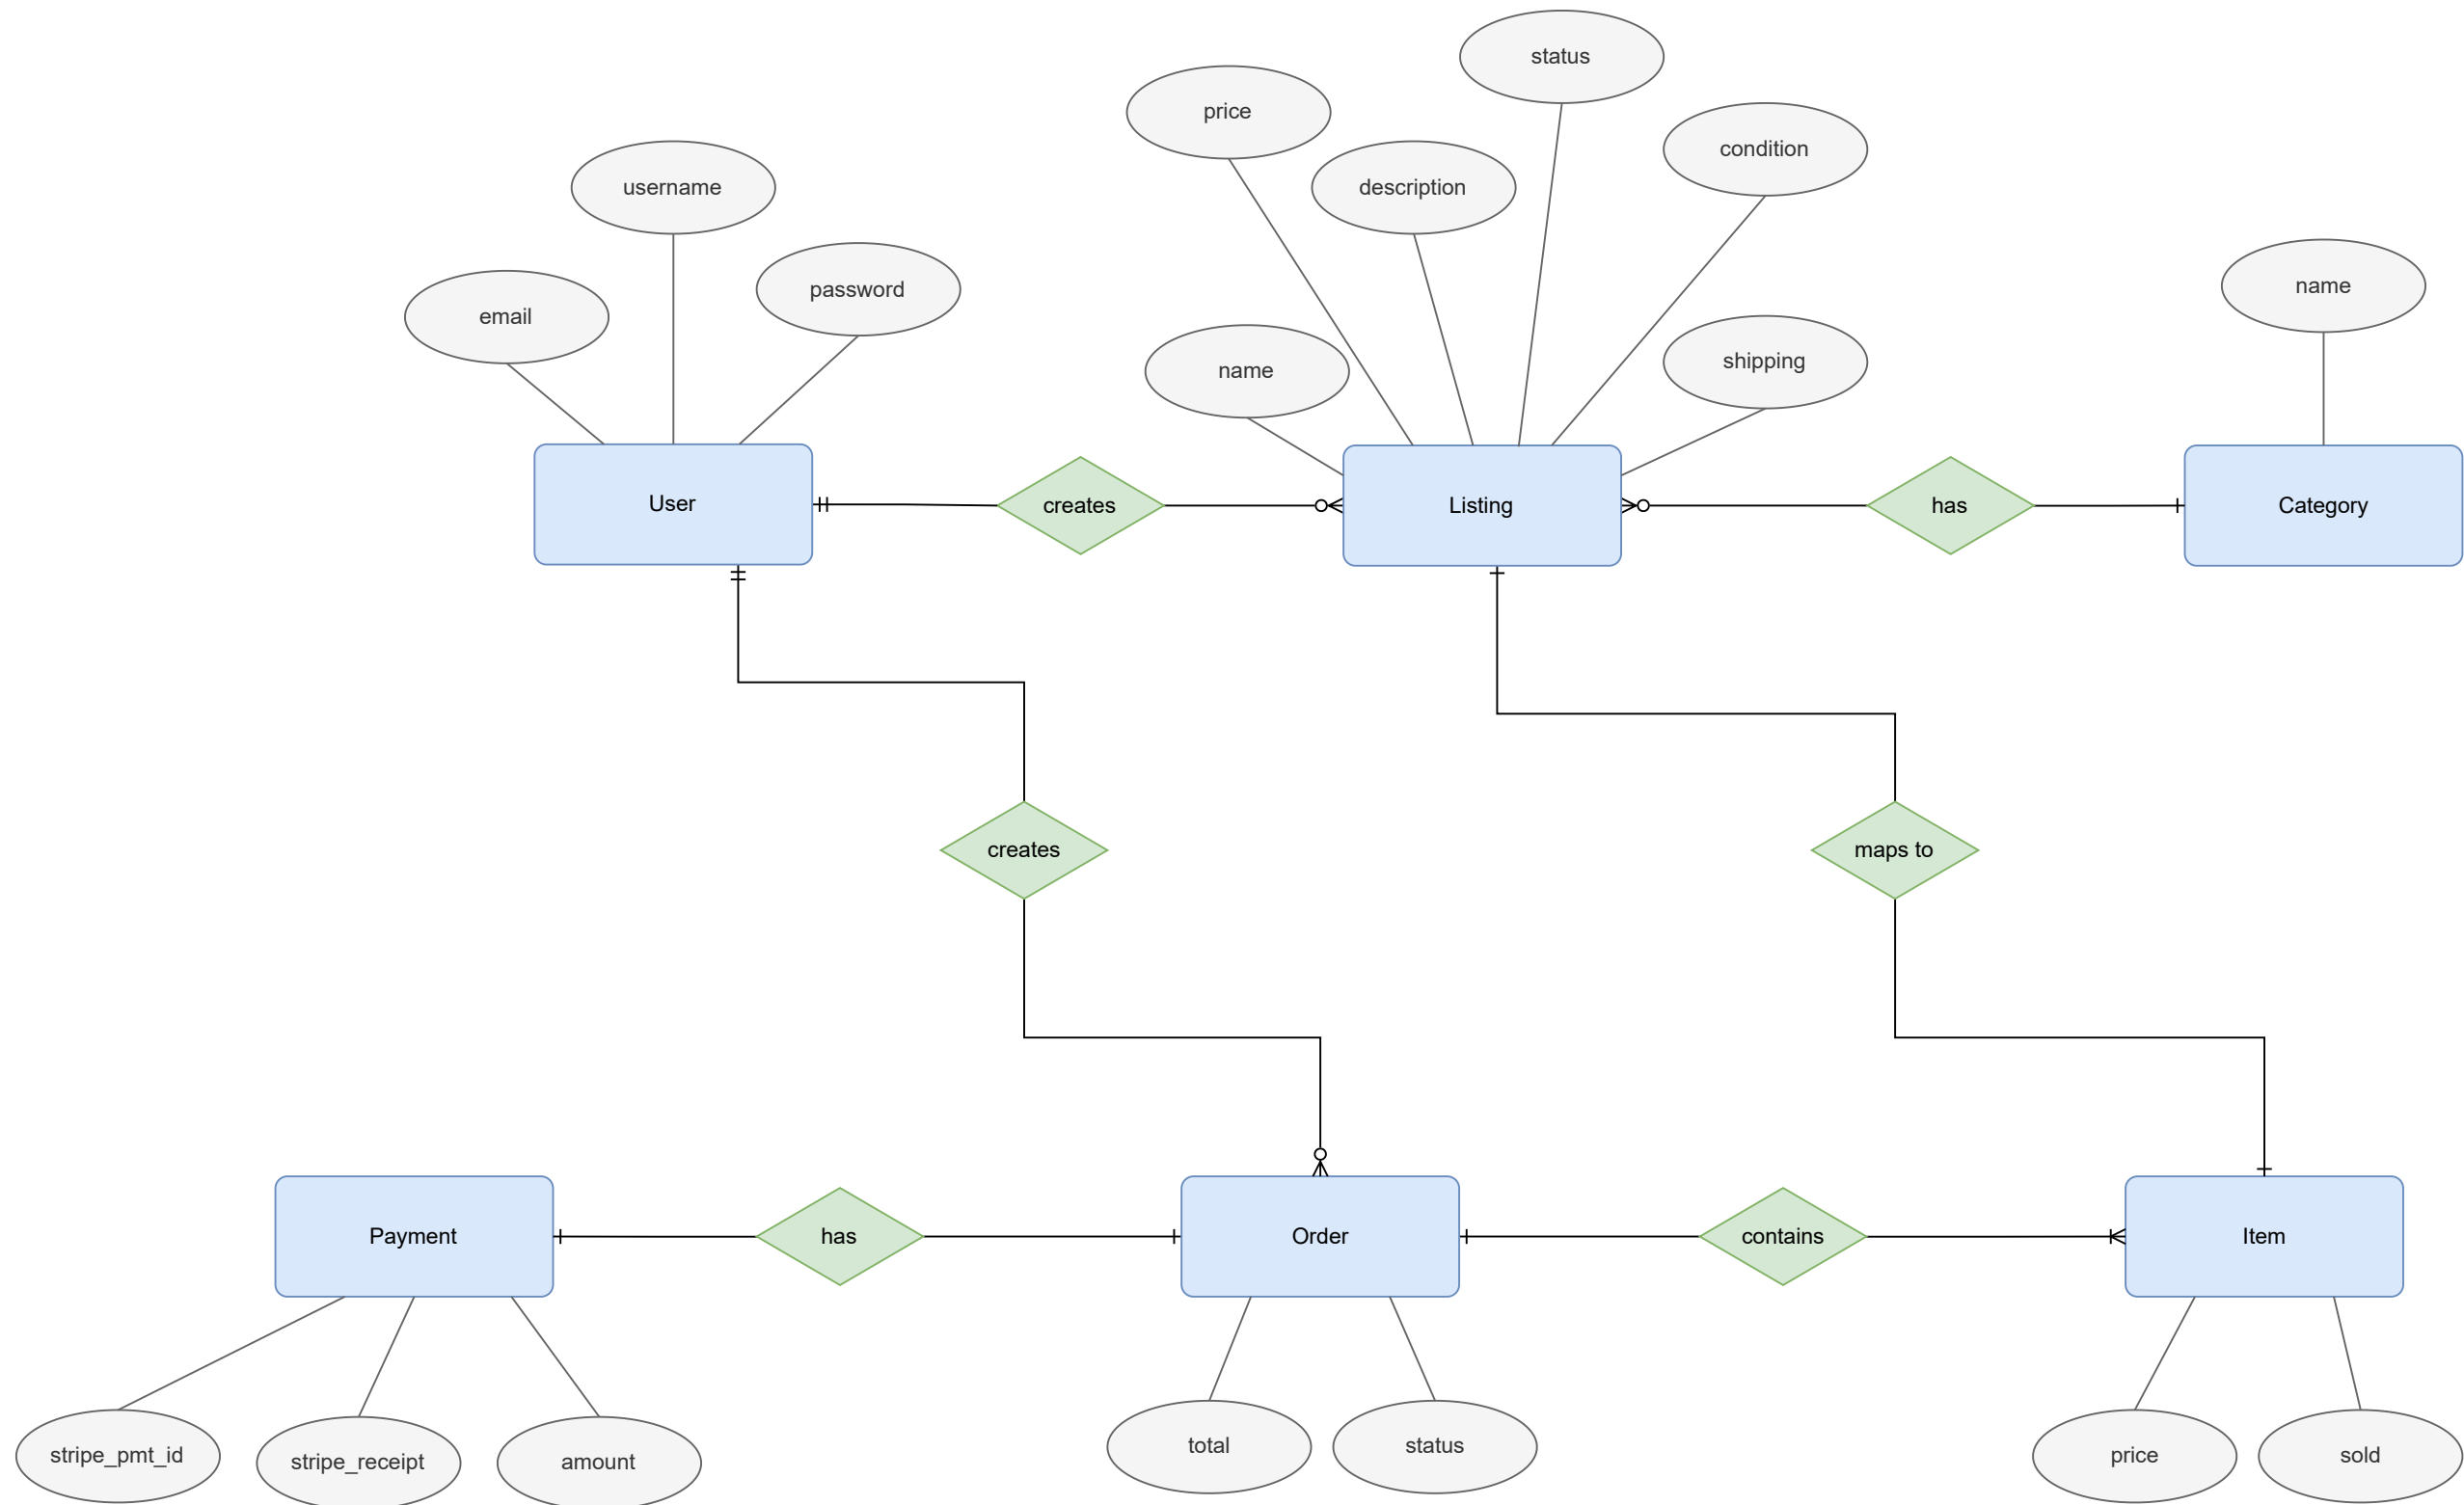 status
price
condition
username
description
name
password
email
shipping
name
User
creates
Listing
has
Category
creates
maps to
Payment
has
Order
contains
Item
stripe_pmt_id
stripe_receipt
amount
total
status
price
sold